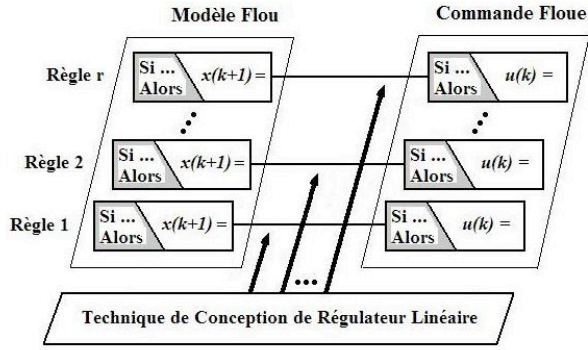 Modèle Flou
Commande Floue
Règle r
Si ...
Alors
x(k+1) =
Si ...
Alors
u(k) =
Règle 2
Si ...
Alors
x(k+1) =
Si ...
Alors
u(k) =
Règle 1
Si ...
Alors
x(k+1) =
Si ...
Alors
u(k) =
Technique de Conception de Régulateur Linéaire